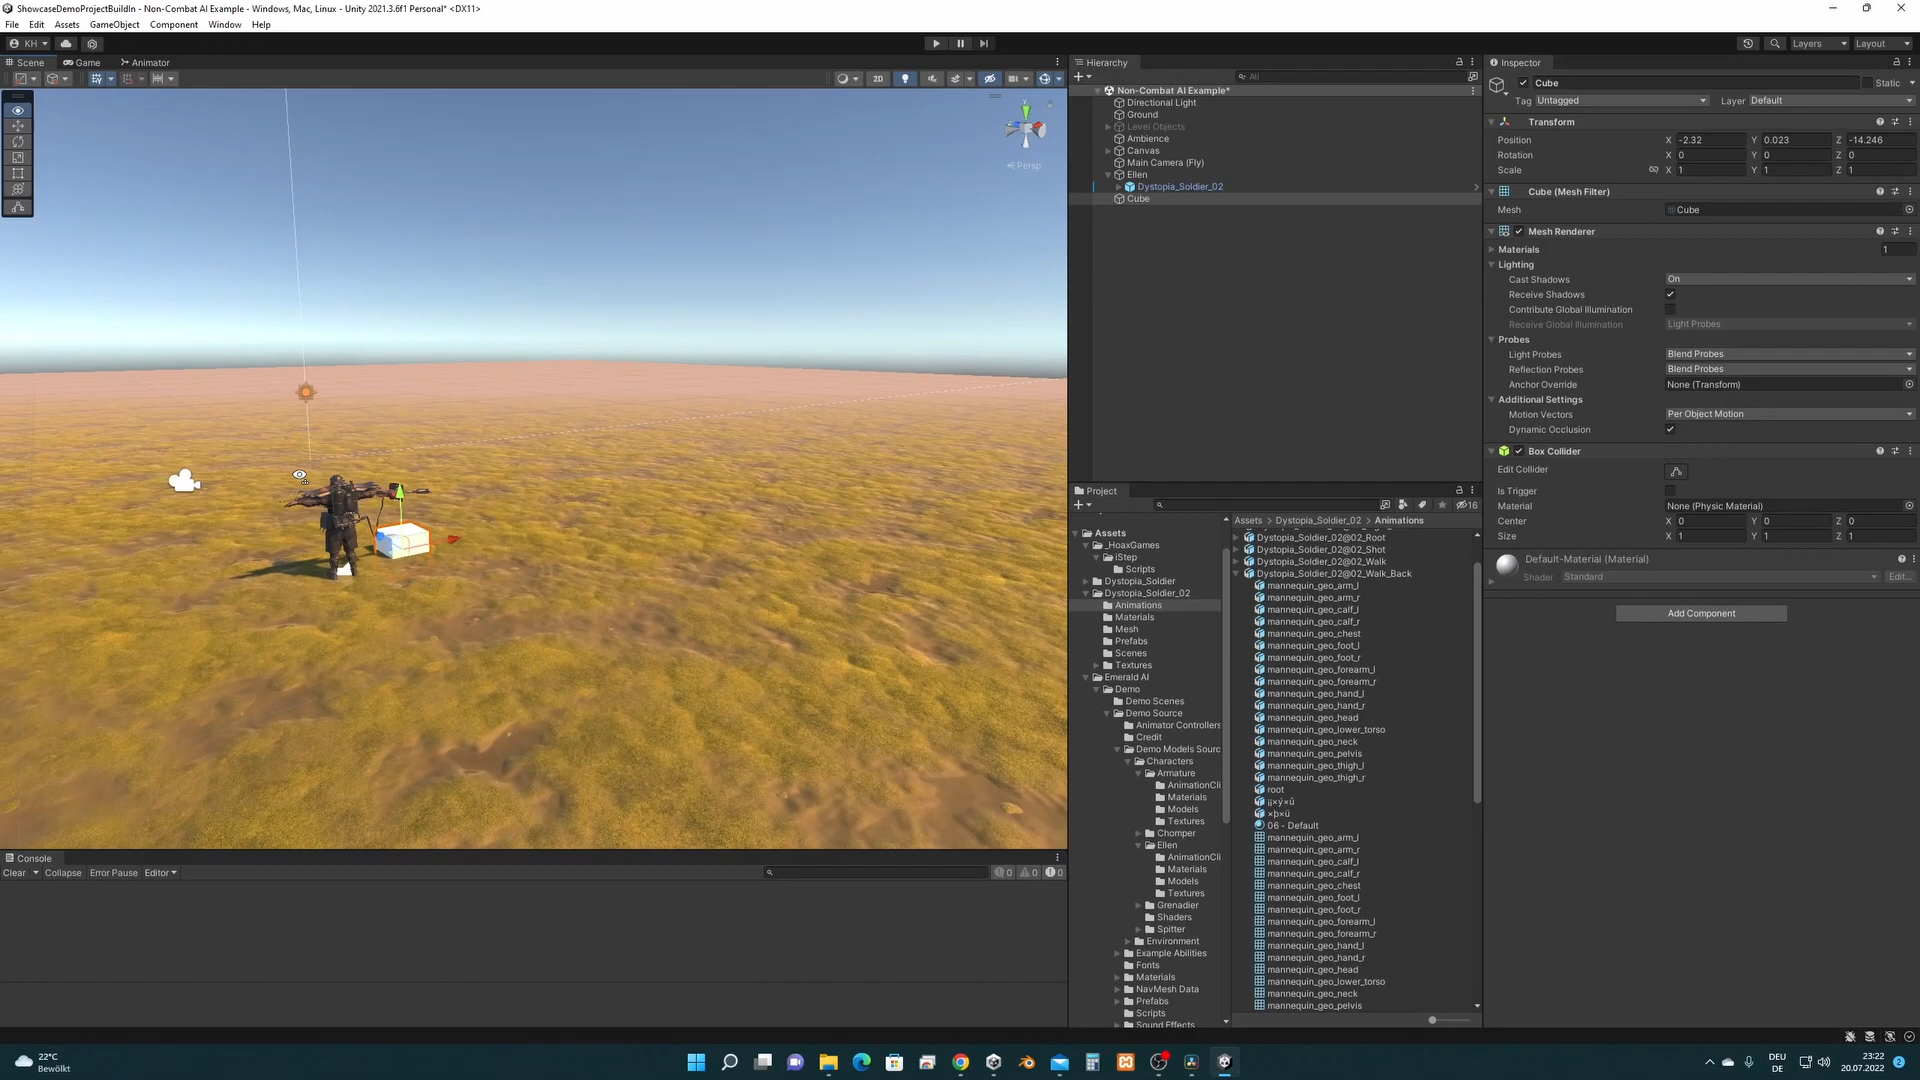 ShowcaseDemoProjectBuildIn - Non-Combat AI Example - Windows, Mac, Linux - Unity 2021.3.6f1 Personal* <DX11>
File Edit Assets GameObject Component Window Help
KH
Layers
Layout
Scene Game Animator
2D
Persp
Console
Clear Collapse Error Pause Editor
0 0 0
Hierarchy
All
Non-Combat AI Example*
Directional Light
Ground
Level Objects
Ambience
Canvas
Main Camera (Fly)
Ellen
Dystopia_Soldier_02
Cube
Project
16
Assets
_HoaxGames
iStep
Scripts
Dystopia_Soldier
Dystopia_Soldier_02
Animations
Materials
Mesh
Prefabs
Scenes
Textures
Emerald AI
Demo
Demo Scenes
Demo Source
Animator Controllers
Credit
Demo Models Sourc
Characters
Armature
AnimationCli
Materials
Models
Textures
Chomper
Ellen
AnimationCli
Materials
Models
Textures
Grenadier
Shaders
Spitter
Environment
Example Abilities
Fonts
Materials
NavMesh Data
Prefabs
Scripts
Sound Effects
Assets > Dystopia_Soldier_02 > Animations
Dystopia_Soldier_02@02_Root
Dystopia_Soldier_02@02_Shot
Dystopia_Soldier_02@02_Walk
Dystopia_Soldier_02@02_Walk_Back
mannequin_geo_arm_l
mannequin_geo_arm_r
mannequin_geo_calf_l
mannequin_geo_calf_r
mannequin_geo_chest
mannequin_geo_foot_l
mannequin_geo_foot_r
mannequin_geo_forearm_l
mannequin_geo_forearm_r
mannequin_geo_hand_l
mannequin_geo_hand_r
mannequin_geo_head
mannequin_geo_lower_torso
mannequin_geo_neck
mannequin_geo_pelvis
mannequin_geo_thigh_l
mannequin_geo_thigh_r
root
06 - Default
mannequin_geo_arm_l
mannequin_geo_arm_r
mannequin_geo_calf_l
mannequin_geo_calf_r
mannequin_geo_chest
mannequin_geo_foot_l
mannequin_geo_foot_r
mannequin_geo_forearm_l
mannequin_geo_forearm_r
mannequin_geo_hand_l
mannequin_geo_hand_r
mannequin_geo_head
mannequin_geo_lower_torso
mannequin_geo_neck
mannequin_geo_pelvis
Inspector
Cube Static
Tag Untagged Layer Default
Transform
Position X -2.32 Y 0.023 Z -14.246
Rotation X 0 Y 0 Z 0
Scale X 1 Y 1 Z 1
Cube (Mesh Filter)
Mesh Cube
Mesh Renderer
Materials 1
Lighting
Cast Shadows On
Receive Shadows
Contribute Global Illumination
Receive Global Illumination Light Probes
Probes
Light Probes Blend Probes
Reflection Probes Blend Probes
Anchor Override None (Transform)
Additional Settings
Motion Vectors Per Object Motion
Dynamic Occlusion
Box Collider
Edit Collider
Is Trigger
Material None (Physic Material)
Center X 0 Y 0 Z 0
Size X 1 Y 1 Z 1
Default-Material (Material)
Shader Standard Edit...
Add Component
22°C
Bewölkt
DEU
DE
23:22
20.07.2022
2